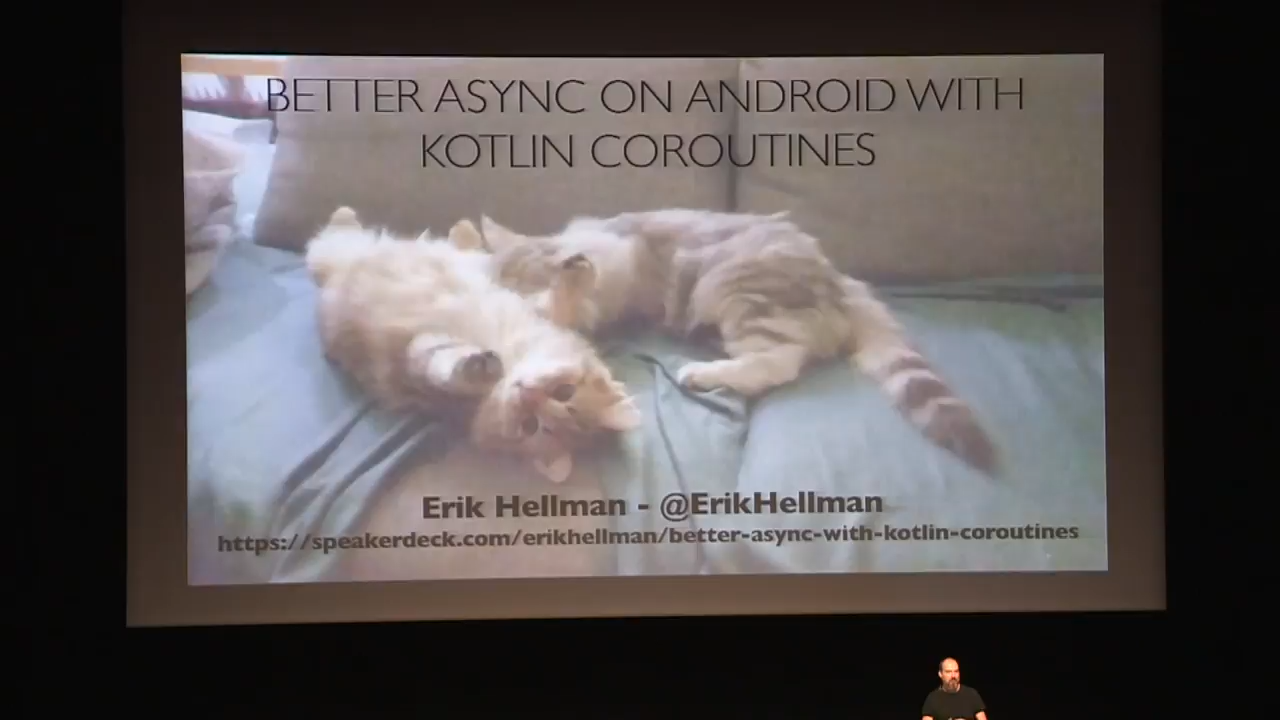 BETTER ASYNC ON ANDROID WITH
KOTLIN COROUTINES
Erik Hellman - @ErikHellman
https://speakerdeck.com/erikhellman/better-async-with-kotlin-coroutines